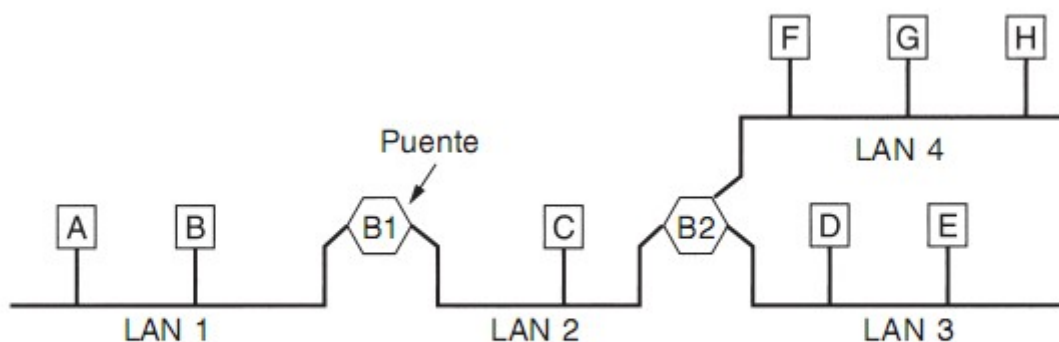 F G H
LAN 4
Puente
A B B1 C B2 D E
LAN 1 LAN 2 LAN 3